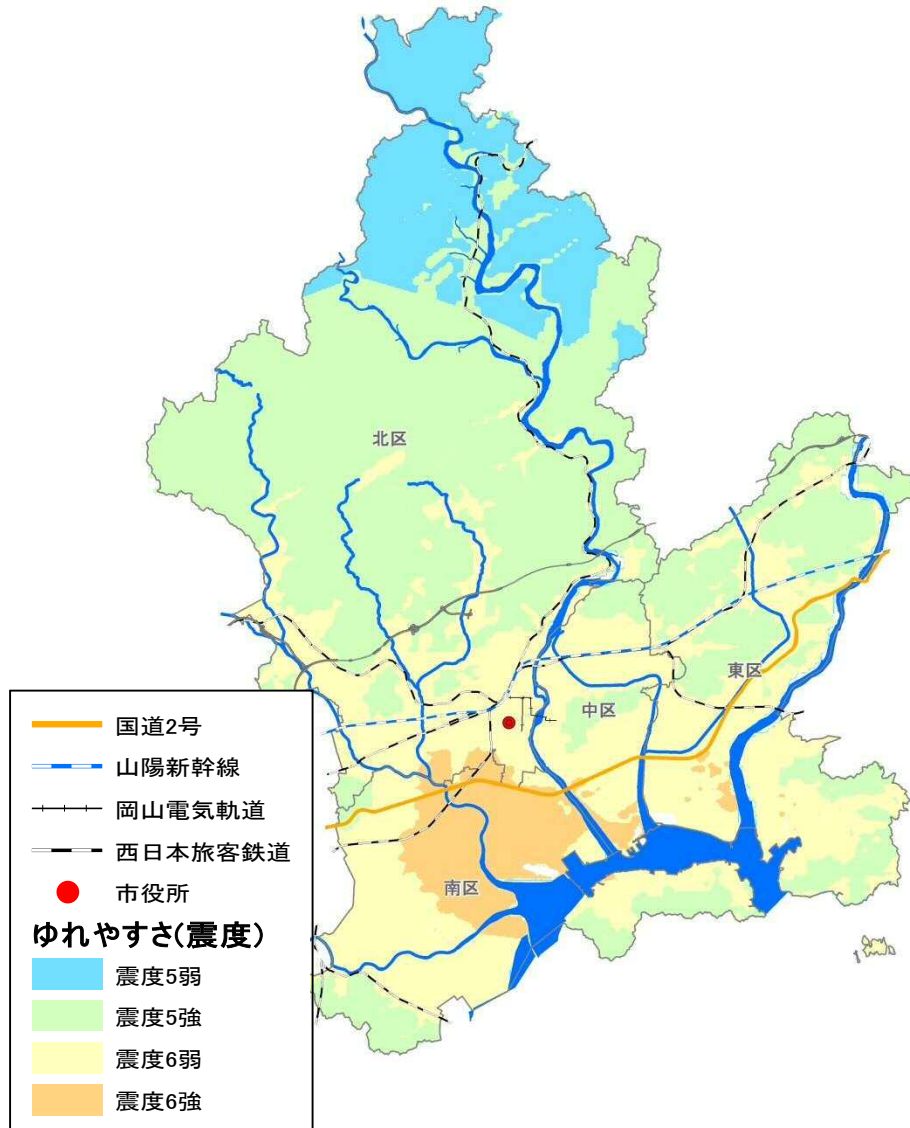 北区
東区
中区
南区
国道2号
山陽新幹線
岡山電気軌道
西日本旅客鉄道
市役所
ゆれやすさ(震度)
震度5弱
震度5強
震度6弱
震度6強